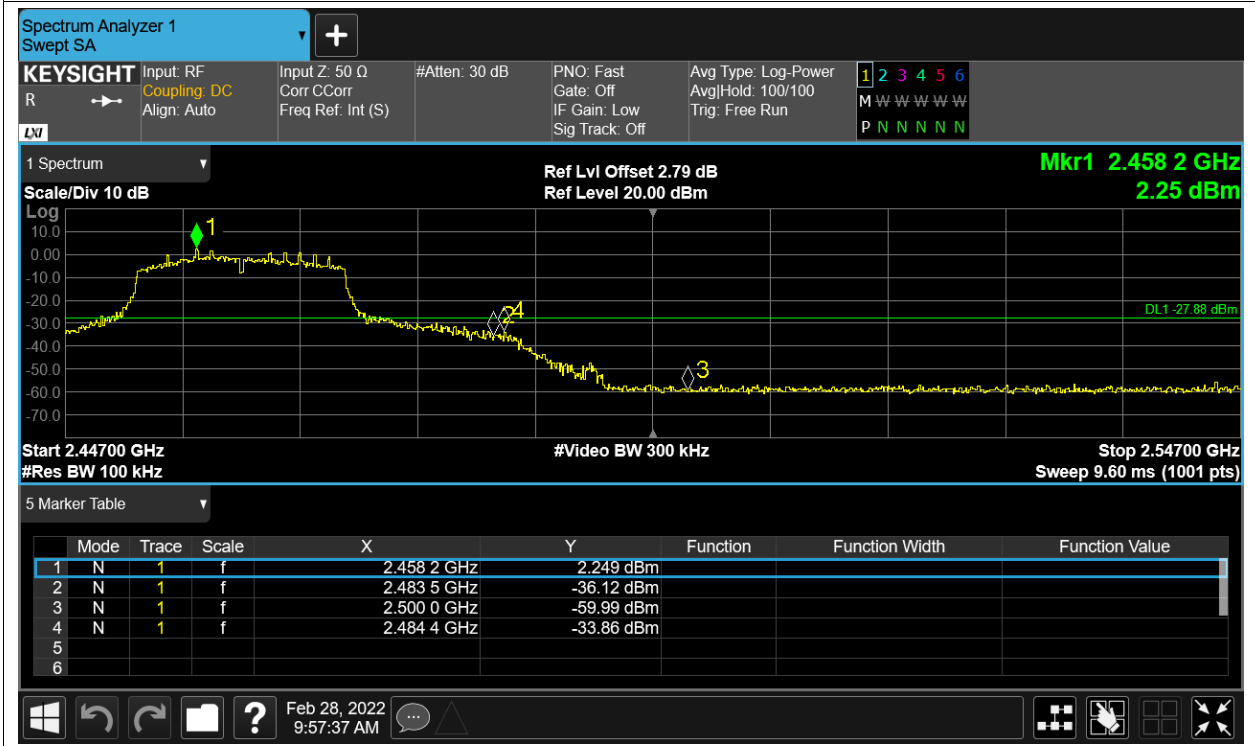 Spectrum Analyzer 1
Swept SA
+
KEYSIGHT
R
LXI
Input: RF
Coupling: DC
Align: Auto
Input Z: 50 Ω
Corr CCorr
Freq Ref: Int (S)
#Atten: 30 dB
PNO: Fast
Gate: Off
IF Gain: Low
Sig Track: Off
Avg Type: Log-Power
Avg|Hold: 100/100
Trig: Free Run
1 2 3 4 5 6
M W W W W W
P N N N N N
1 Spectrum
Scale/Div 10 dB
Ref Lvl Offset 2.79 dB
Ref Level 20.00 dBm
Mkr1 2.458 2 GHz
2.25 dBm
Log
10.0
0.00
-10.0
-20.0
-30.0
-40.0
-50.0
-60.0
-70.0
1
24
3
DL1 -27.88 dBm
Start 2.44700 GHz
#Res BW 100 kHz
#Video BW 300 kHz
Stop 2.54700 GHz
Sweep 9.60 ms (1001 pts)
5 Marker Table
Mode Trace Scale X Y Function Function Width Function Value
1 N 1 f 2.458 2 GHz 2.249 dBm
2 N 1 f 2.483 5 GHz -36.12 dBm
3 N 1 f 2.500 0 GHz -59.99 dBm
4 N 1 f 2.484 4 GHz -33.86 dBm
5
6
?
Feb 28, 2022
9:57:37 AM